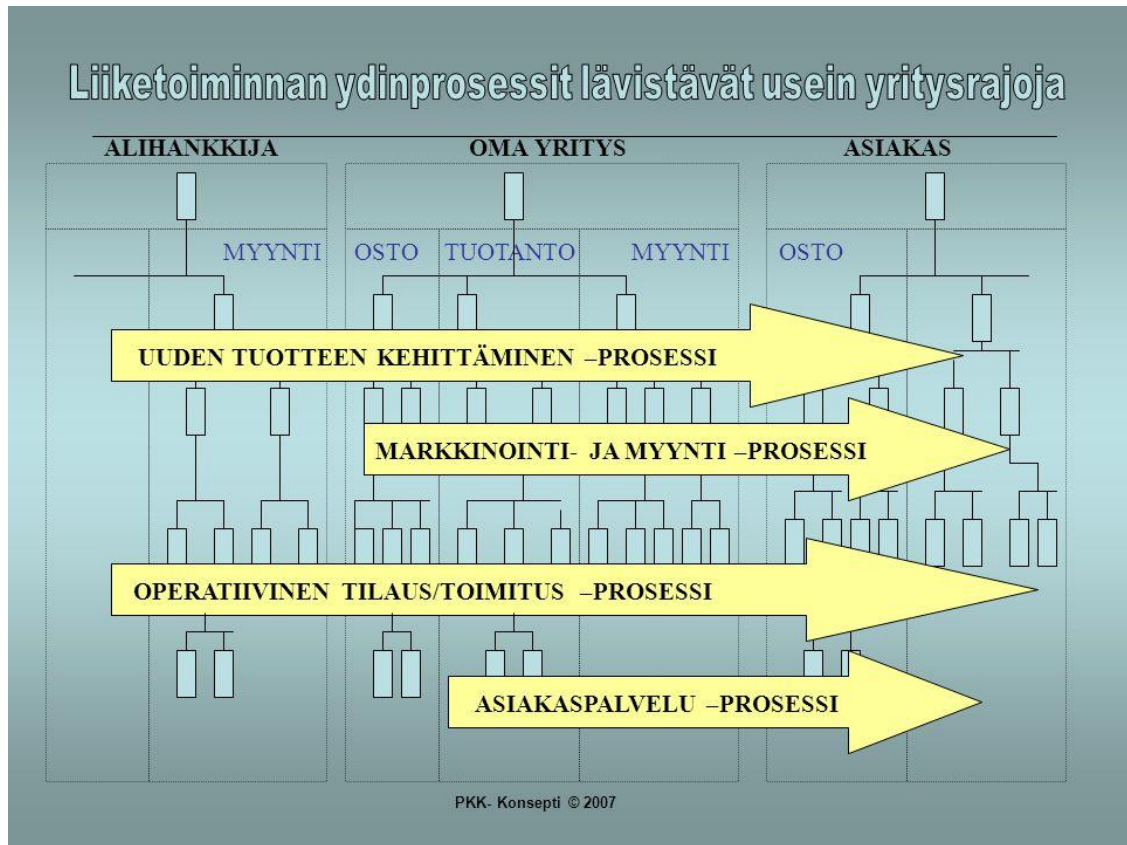 Liiketoiminnan ydinprosessit lävistävät usein yritysrajoja
ALIHANKKIJA OMA YRITYS ASIAKAS
MYYNTI OSTO TUOTANTO MYYNTI OSTO
UUDEN TUOTTEEN KEHITTÄMINEN –PROSESSI
MARKKINOINTI- JA MYYNTI –PROSESSI
OPERATIIVINEN TILAUS/TOIMITUS –PROSESSI
ASIAKASPALVELU –PROSESSI
PKK- Konsepti © 2007